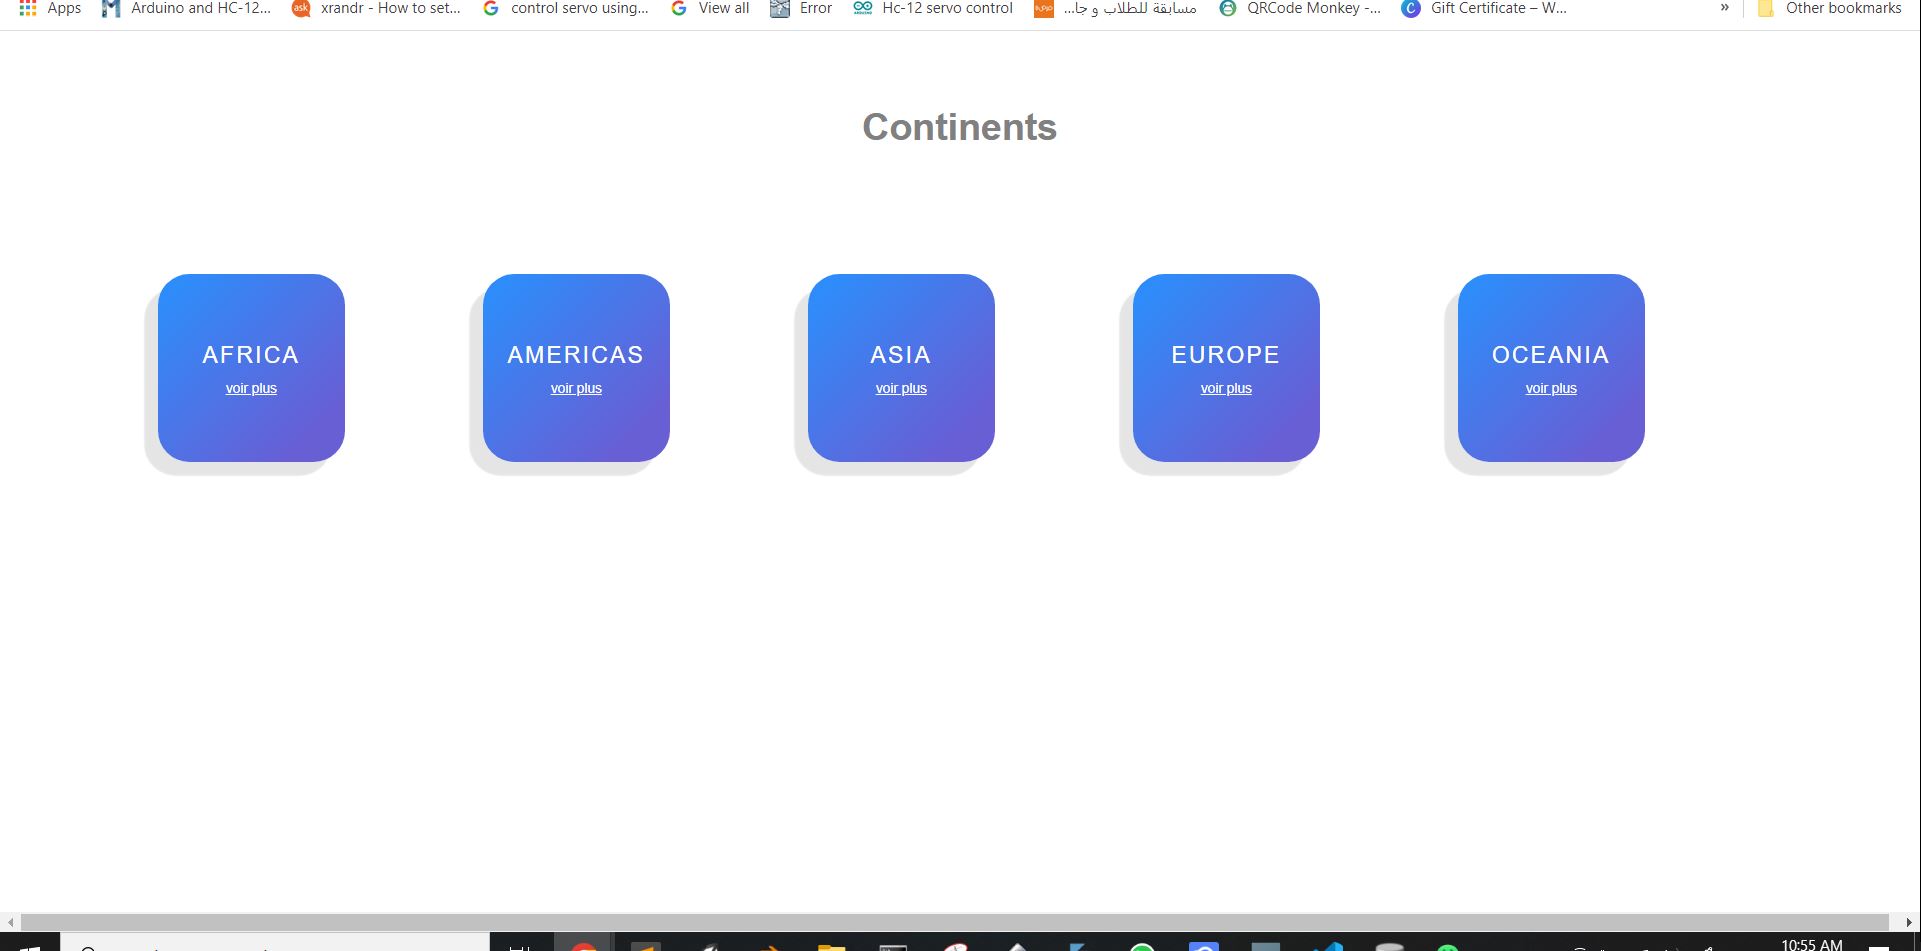 Apps Arduino and HC-12... ask xrandr - How to set... control servo using... View all Error Hc-12 servo control مسابقة للطلاب و جا... QRCode Monkey -... Gift Certificate – W... » Other bookmarks
Continents
AFRICA AMERICAS ASIA EUROPE OCEANIA
voir plus voir plus voir plus voir plus voir plus
10:55 AM